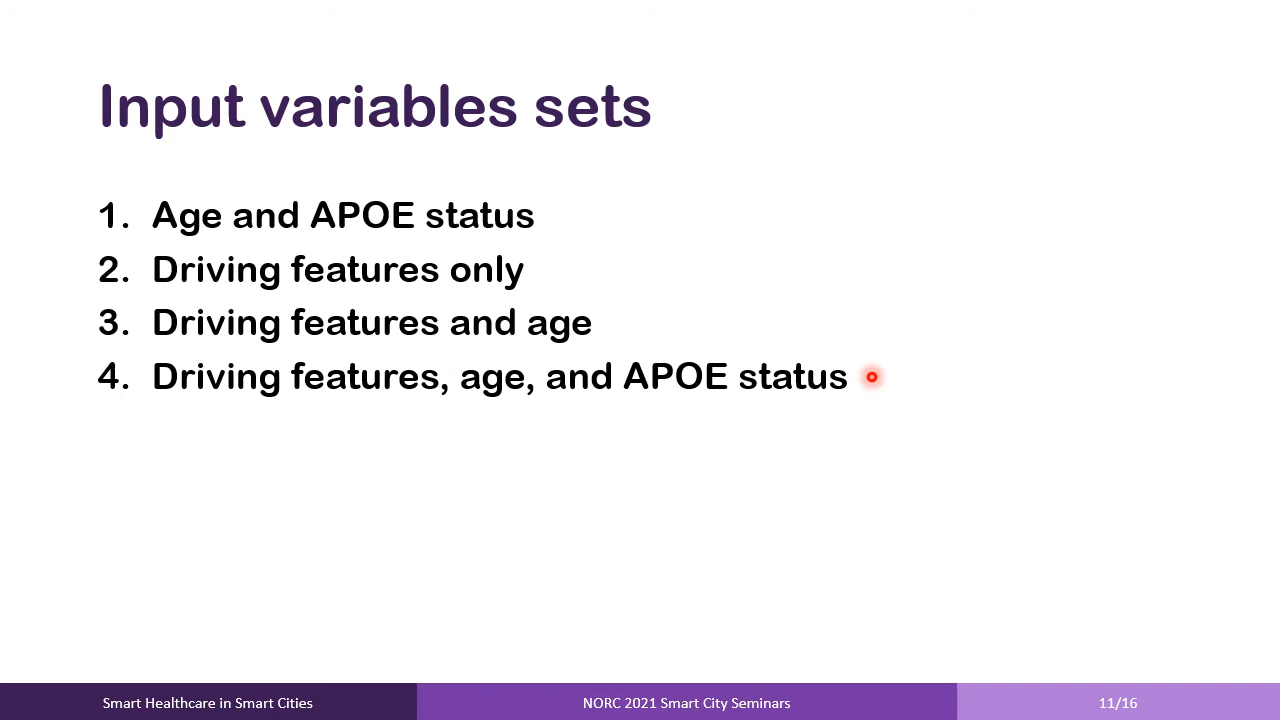 Input variables sets
1. Age and APOE status
2. Driving features only
3. Driving features and age
4. Driving features, age, and APOE status
Smart Healthcare in Smart Cities
NORC 2021 Smart City Seminars
11/16